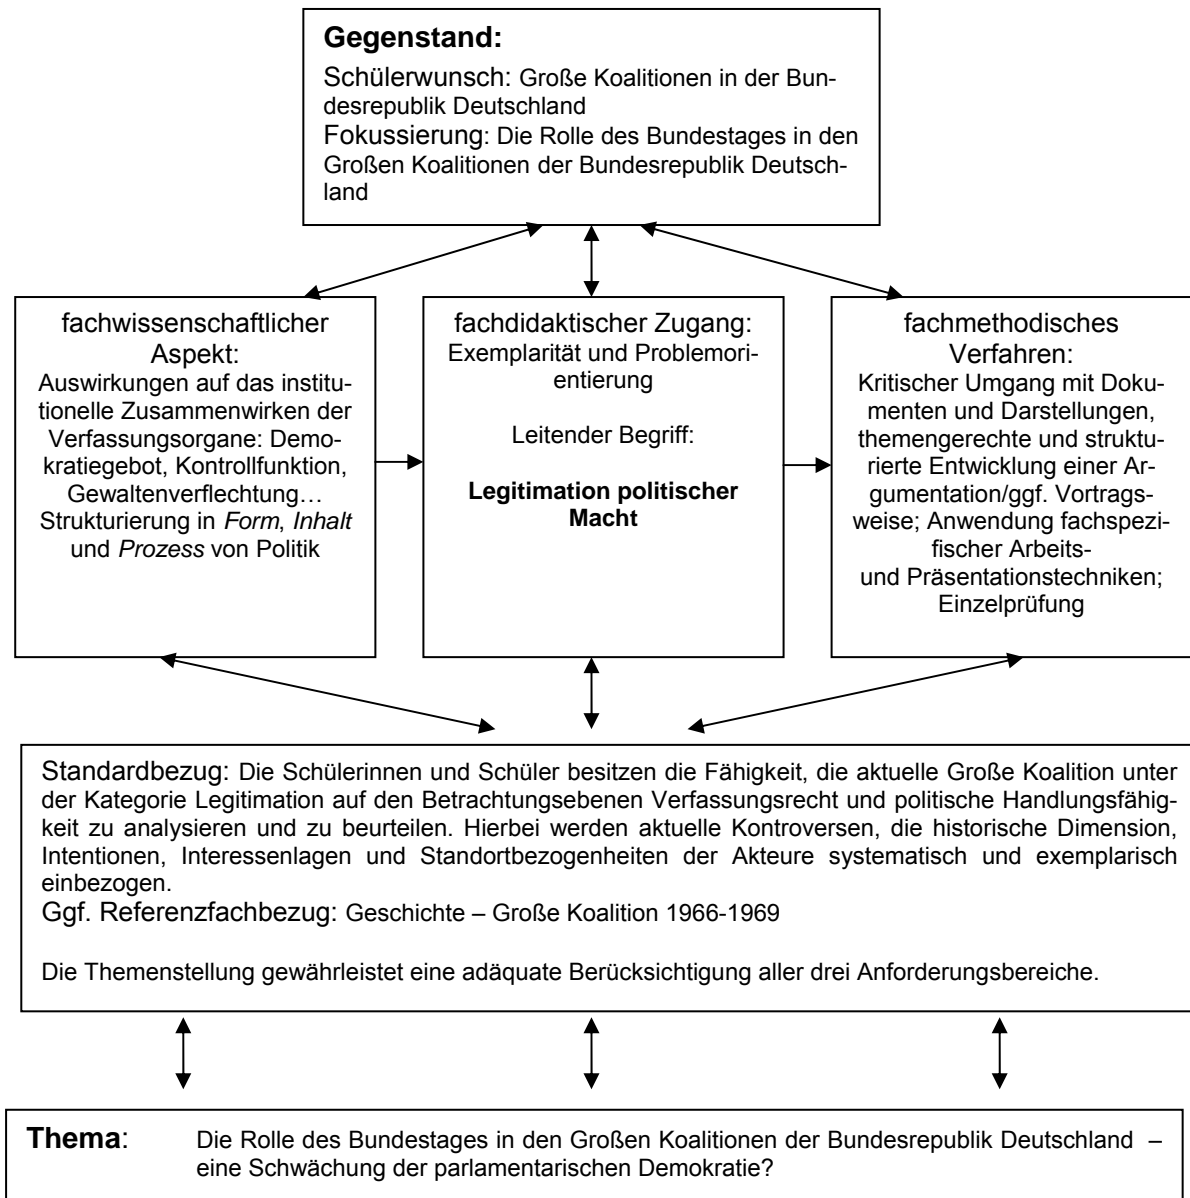 Gegenstand:
Schülerwunsch: Große Koalitionen in der Bun-
desrepublik Deutschland
Fokussierung: Die Rolle des Bundestages in den
Großen Koalitionen der Bundesrepublik Deutsch-
land
fachwissenschaftlicher
Aspekt:
Auswirkungen auf das institu-
tionelle Zusammenwirken der
Verfassungsorgane: Demo-
kratiegebot, Kontrollfunktion,
Gewaltenverflechtung…
Strukturierung in Form, Inhalt
und Prozess von Politik
fachdidaktischer Zugang:
Exemplarität und Problemori-
entierung
Leitender Begriff:
Legitimation politischer
Macht
fachmethodisches
Verfahren:
Kritischer Umgang mit Doku-
menten und Darstellungen,
themengerechte und struktu-
rierte Entwicklung einer Ar-
gumentation/ggf. Vortrags-
weise; Anwendung fachspezi-
fischer Arbeits-
und Präsentationstechniken;
Einzelprüfung
Standardbezug: Die Schülerinnen und Schüler besitzen die Fähigkeit, die aktuelle Große Koalition unter
der Kategorie Legitimation auf den Betrachtungsebenen Verfassungsrecht und politische Handlungsfähig-
keit zu analysieren und zu beurteilen. Hierbei werden aktuelle Kontroversen, die historische Dimension,
Intentionen, Interessenlagen und Standortbezogenheiten der Akteure systematisch und exemplarisch
einbezogen.
Ggf. Referenzfachbezug: Geschichte – Große Koalition 1966-1969
Die Themenstellung gewährleistet eine adäquate Berücksichtigung aller drei Anforderungsbereiche.
Thema: Die Rolle des Bundestages in den Großen Koalitionen der Bundesrepublik Deutschland –
eine Schwächung der parlamentarischen Demokratie?